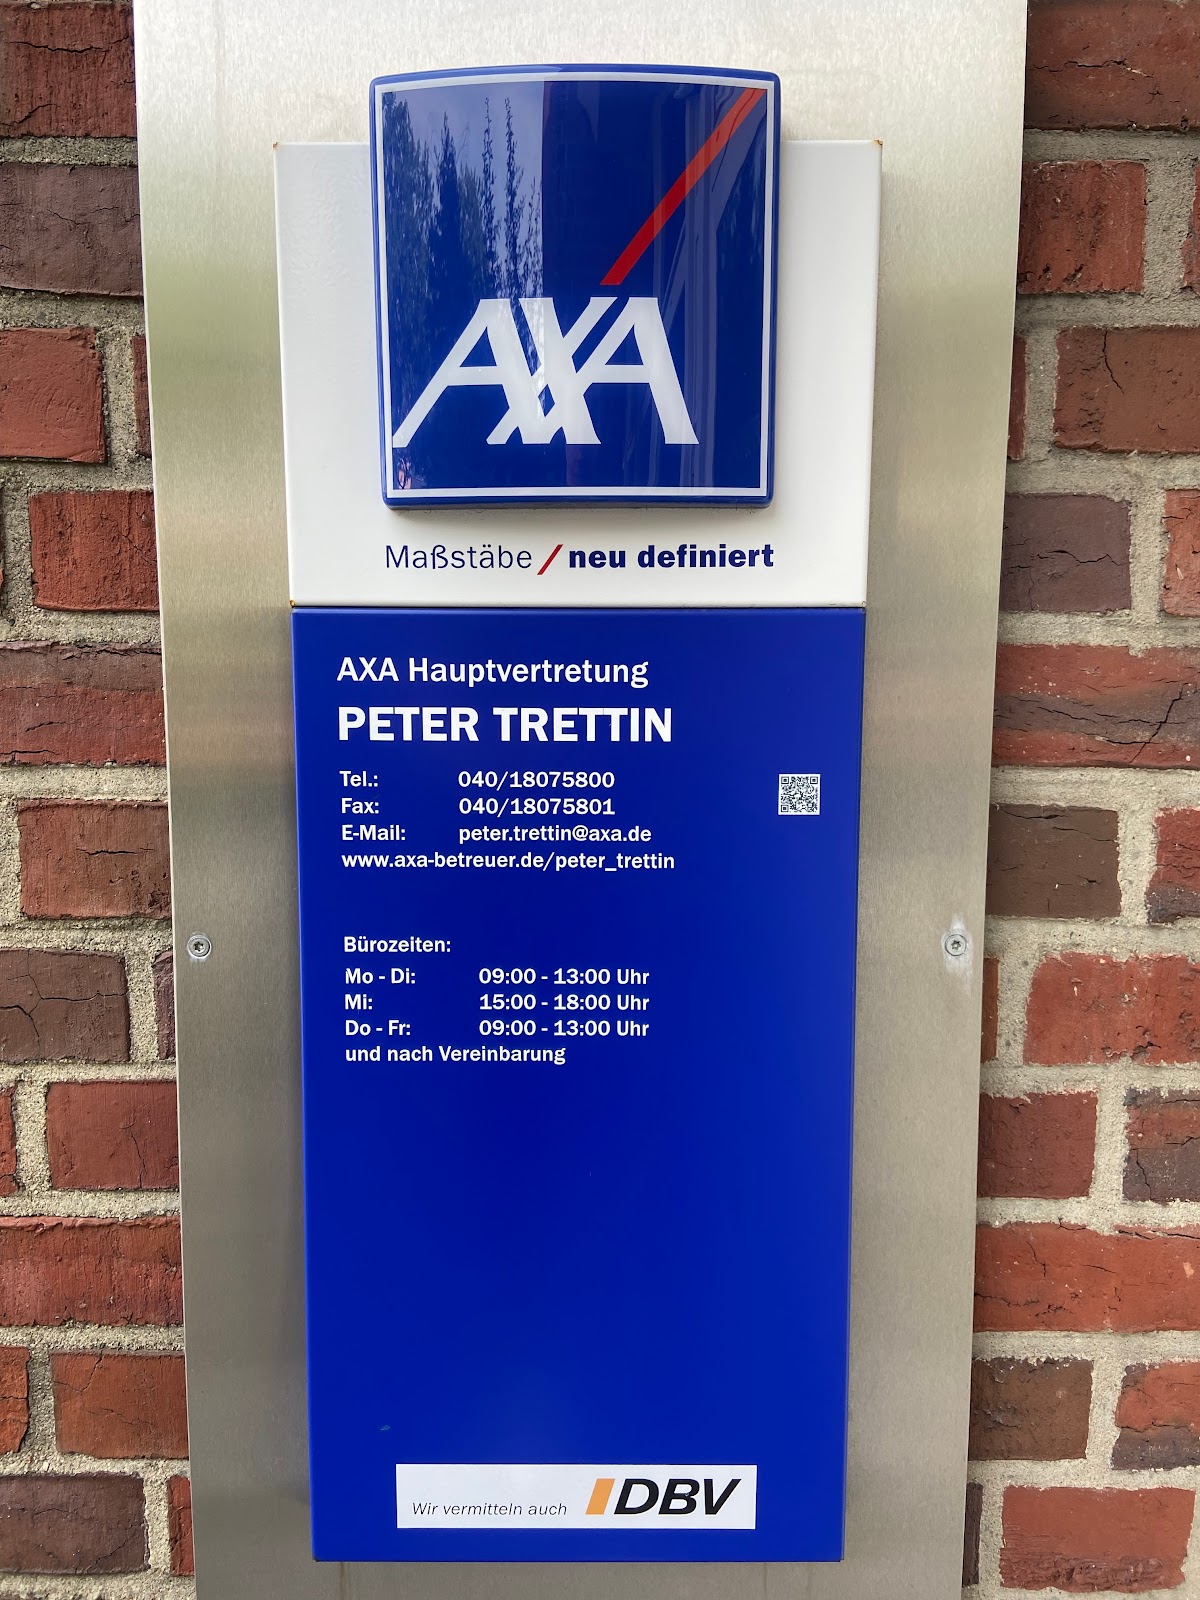 AXA
Maßstäbe / neu definiert
AXA Hauptvertretung
PETER TRETTIN
Tel.: 040/18075800
Fax: 040/18075801
E-Mail: peter.trettin@axa.de
www.axa-betreuer.de/peter_trettin
Bürozeiten:
Mo - Di: 09:00 - 13:00 Uhr
Mi: 15:00 - 18:00 Uhr
Do - Fr: 09:00 - 13:00 Uhr
und nach Vereinbarung
Wir vermitteln auch DBV